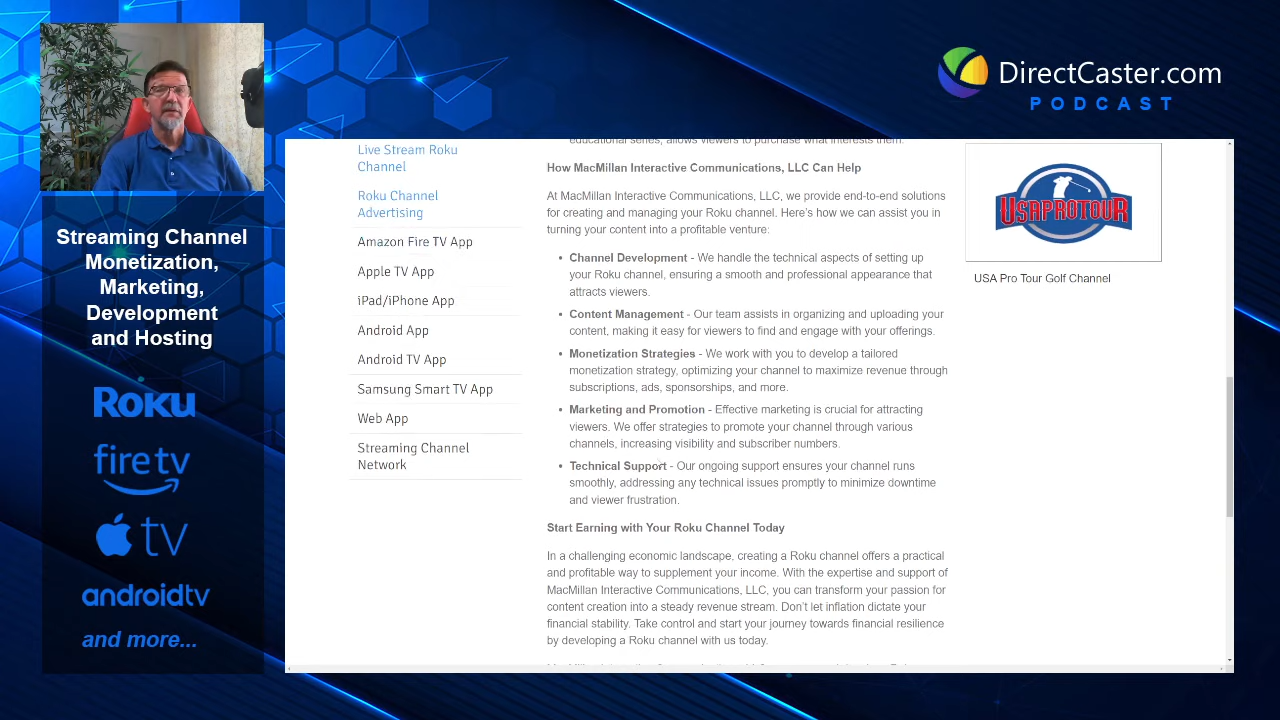 DirectCaster.com
PODCAST
Streaming Channel
Monetization,
Marketing,
Development
and Hosting
ROKU
fire tv
tv
androidtv
and more...
Live Stream Roku
Channel
Roku Channel
Advertising
Amazon Fire TV App
Apple TV App
iPad/iPhone App
Android App
Android TV App
Samsung Smart TV App
Web App
Streaming Channel
Network
educational series, allows viewers to purchase what interests them.
How MacMillan Interactive Communications, LLC Can Help
At MacMillan Interactive Communications, LLC, we provide end-to-end solutions
for creating and managing your Roku channel. Here's how we can assist you in
turning your content into a profitable venture:
• Channel Development - We handle the technical aspects of setting up
your Roku channel, ensuring a smooth and professional appearance that
attracts viewers.
• Content Management - Our team assists in organizing and uploading your
content, making it easy for viewers to find and engage with your offerings.
• Monetization Strategies - We work with you to develop a tailored
monetization strategy, optimizing your channel to maximize revenue through
subscriptions, ads, sponsorships, and more.
• Marketing and Promotion - Effective marketing is crucial for attracting
viewers. We offer strategies to promote your channel through various
channels, increasing visibility and subscriber numbers.
• Technical Support - Our ongoing support ensures your channel runs
smoothly, addressing any technical issues promptly to minimize downtime
and viewer frustration.
Start Earning with Your Roku Channel Today
In a challenging economic landscape, creating a Roku channel offers a practical
and profitable way to supplement your income. With the expertise and support of
MacMillan Interactive Communications, LLC, you can transform your passion for
content creation into a steady revenue stream. Don't let inflation dictate your
financial stability. Take control and start your journey towards financial resilience
by developing a Roku channel with us today.
USAPROTOUR
USA Pro Tour Golf Channel